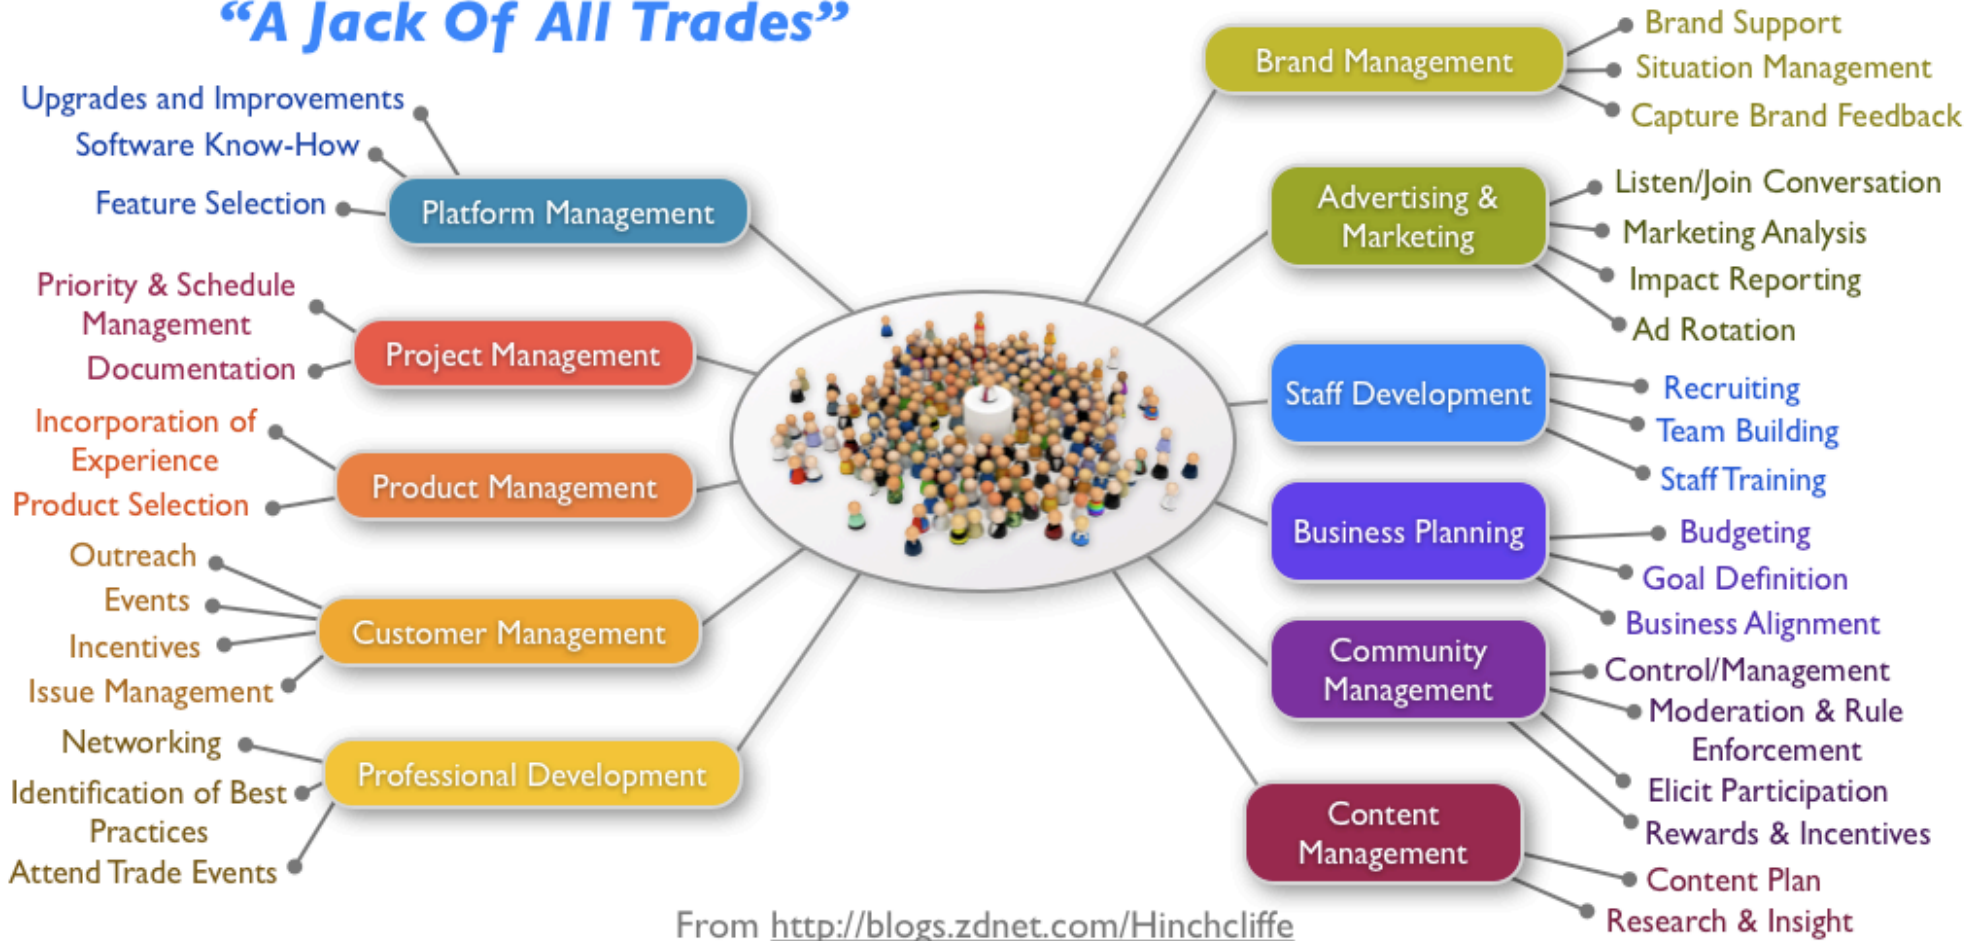 “A Jack Of All Trades”
Upgrades and Improvements
Software Know-How
Feature Selection
Platform Management
Priority & Schedule
Management
Documentation
Project Management
Incorporation of
Experience
Product Selection
Product Management
Outreach
Events
Incentives
Issue Management
Customer Management
Networking
Identification of Best
Practices
Attend Trade Events
Professional Development
Brand Management
Brand Support
Situation Management
Capture Brand Feedback
Advertising &
Marketing
Listen/Join Conversation
Marketing Analysis
Impact Reporting
Ad Rotation
Staff Development
Recruiting
Team Building
Staff Training
Business Planning
Budgeting
Goal Definition
Business Alignment
Community
Management
Control/Management
Moderation & Rule
Enforcement
Elicit Participation
Rewards & Incentives
Content
Management
Content Plan
Research & Insight
From http://blogs.zdnet.com/Hinchcliffe